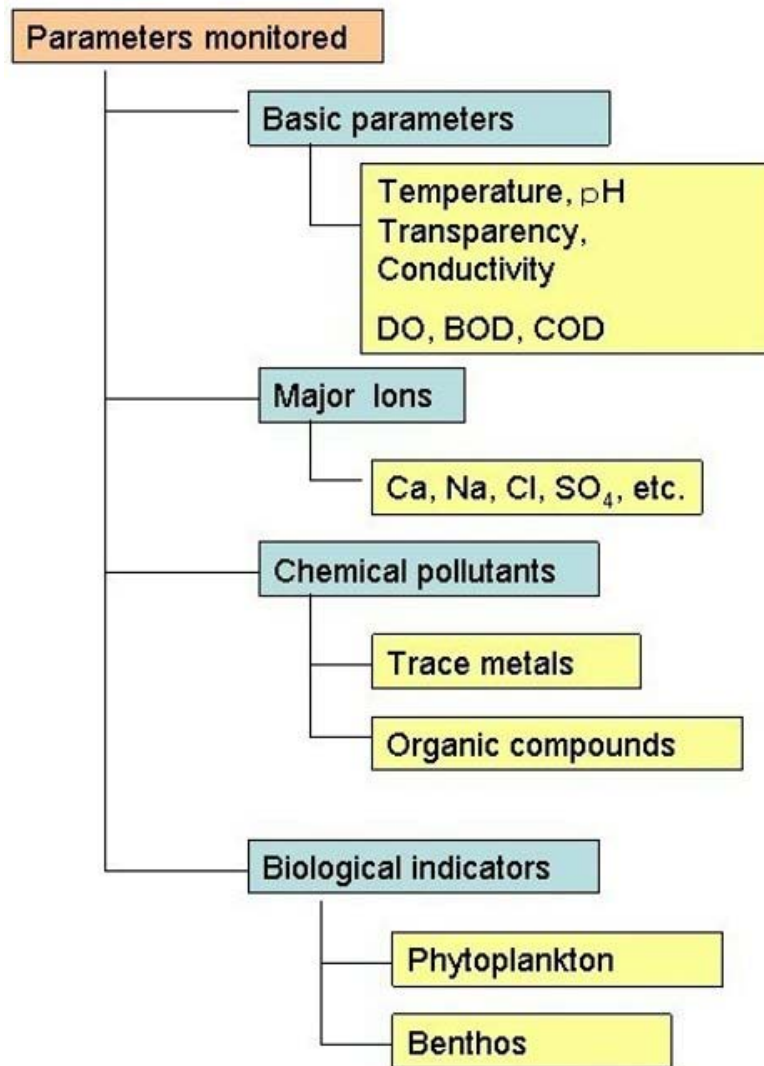 Parameters monitored
Basic parameters
Temperature, pH
Transparency,
Conductivity
DO, BOD, COD
Major Ions
Ca, Na, Cl, SO₄, etc.
Chemical pollutants
Trace metals
Organic compounds
Biological indicators
Phytoplankton
Benthos